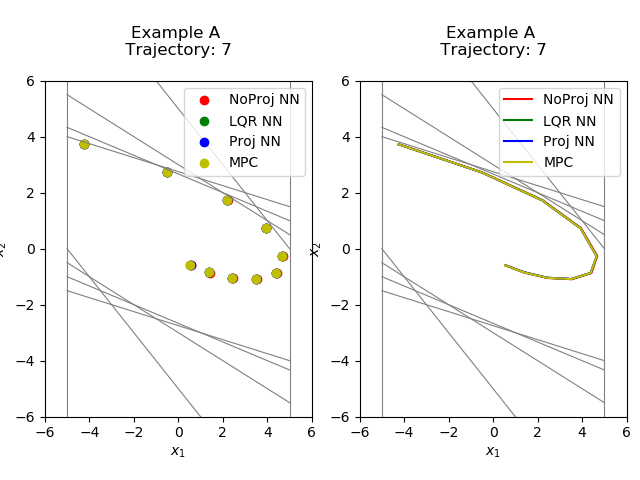 Example A
Trajectory: 7
NoProj NN
LQR NN
Proj NN
MPC
6
4
2
0
−2
−4
−6
−6
−4
−2
0
2
4
6
x₁
x₂
Example A
Trajectory: 7
NoProj NN
LQR NN
Proj NN
MPC
6
4
2
0
−2
−4
−6
−6
−4
−2
0
2
4
6
x₁
x₂